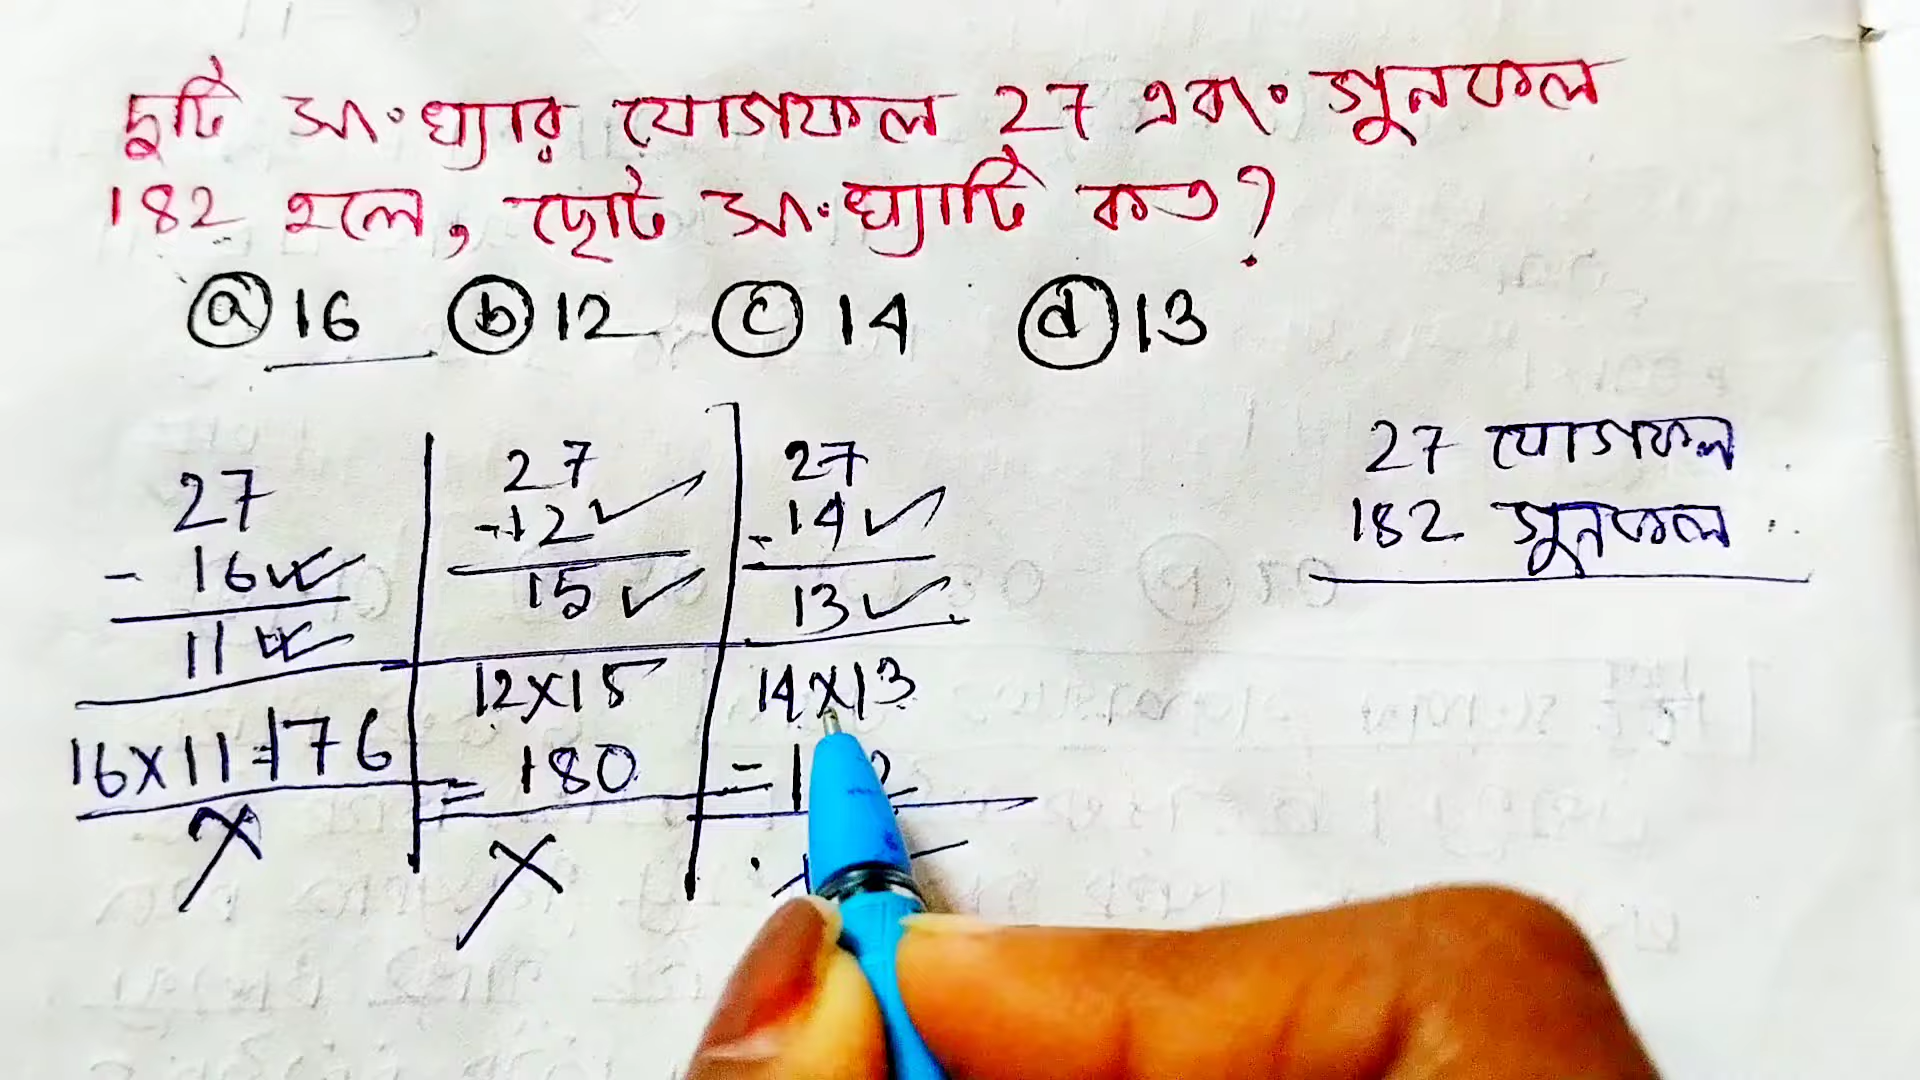 দুটি সংখ্যার যোগফল 27 এবং গুনফল
182 হলে, ছোট সংখ্যাটি কত?
ⓐ 16 ⓑ 12 ⓒ 14 ⓓ 13
27
- 16
11
16×11=176
27
-12
15
12×15
= 180
27
- 14
13
14×13
27 যোগফল
182 গুনফল